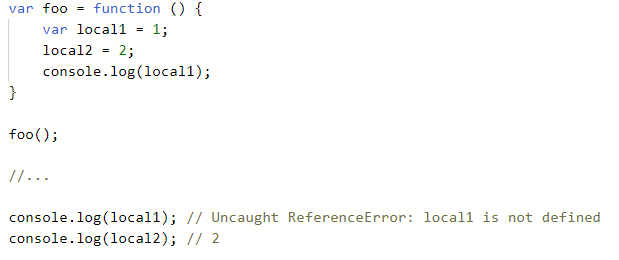 var foo = function () {
    var local1 = 1;
    local2 = 2;
    console.log(local1);
}
foo();
//...
console.log(local1); // Uncaught ReferenceError: local1 is not defined
console.log(local2); // 2